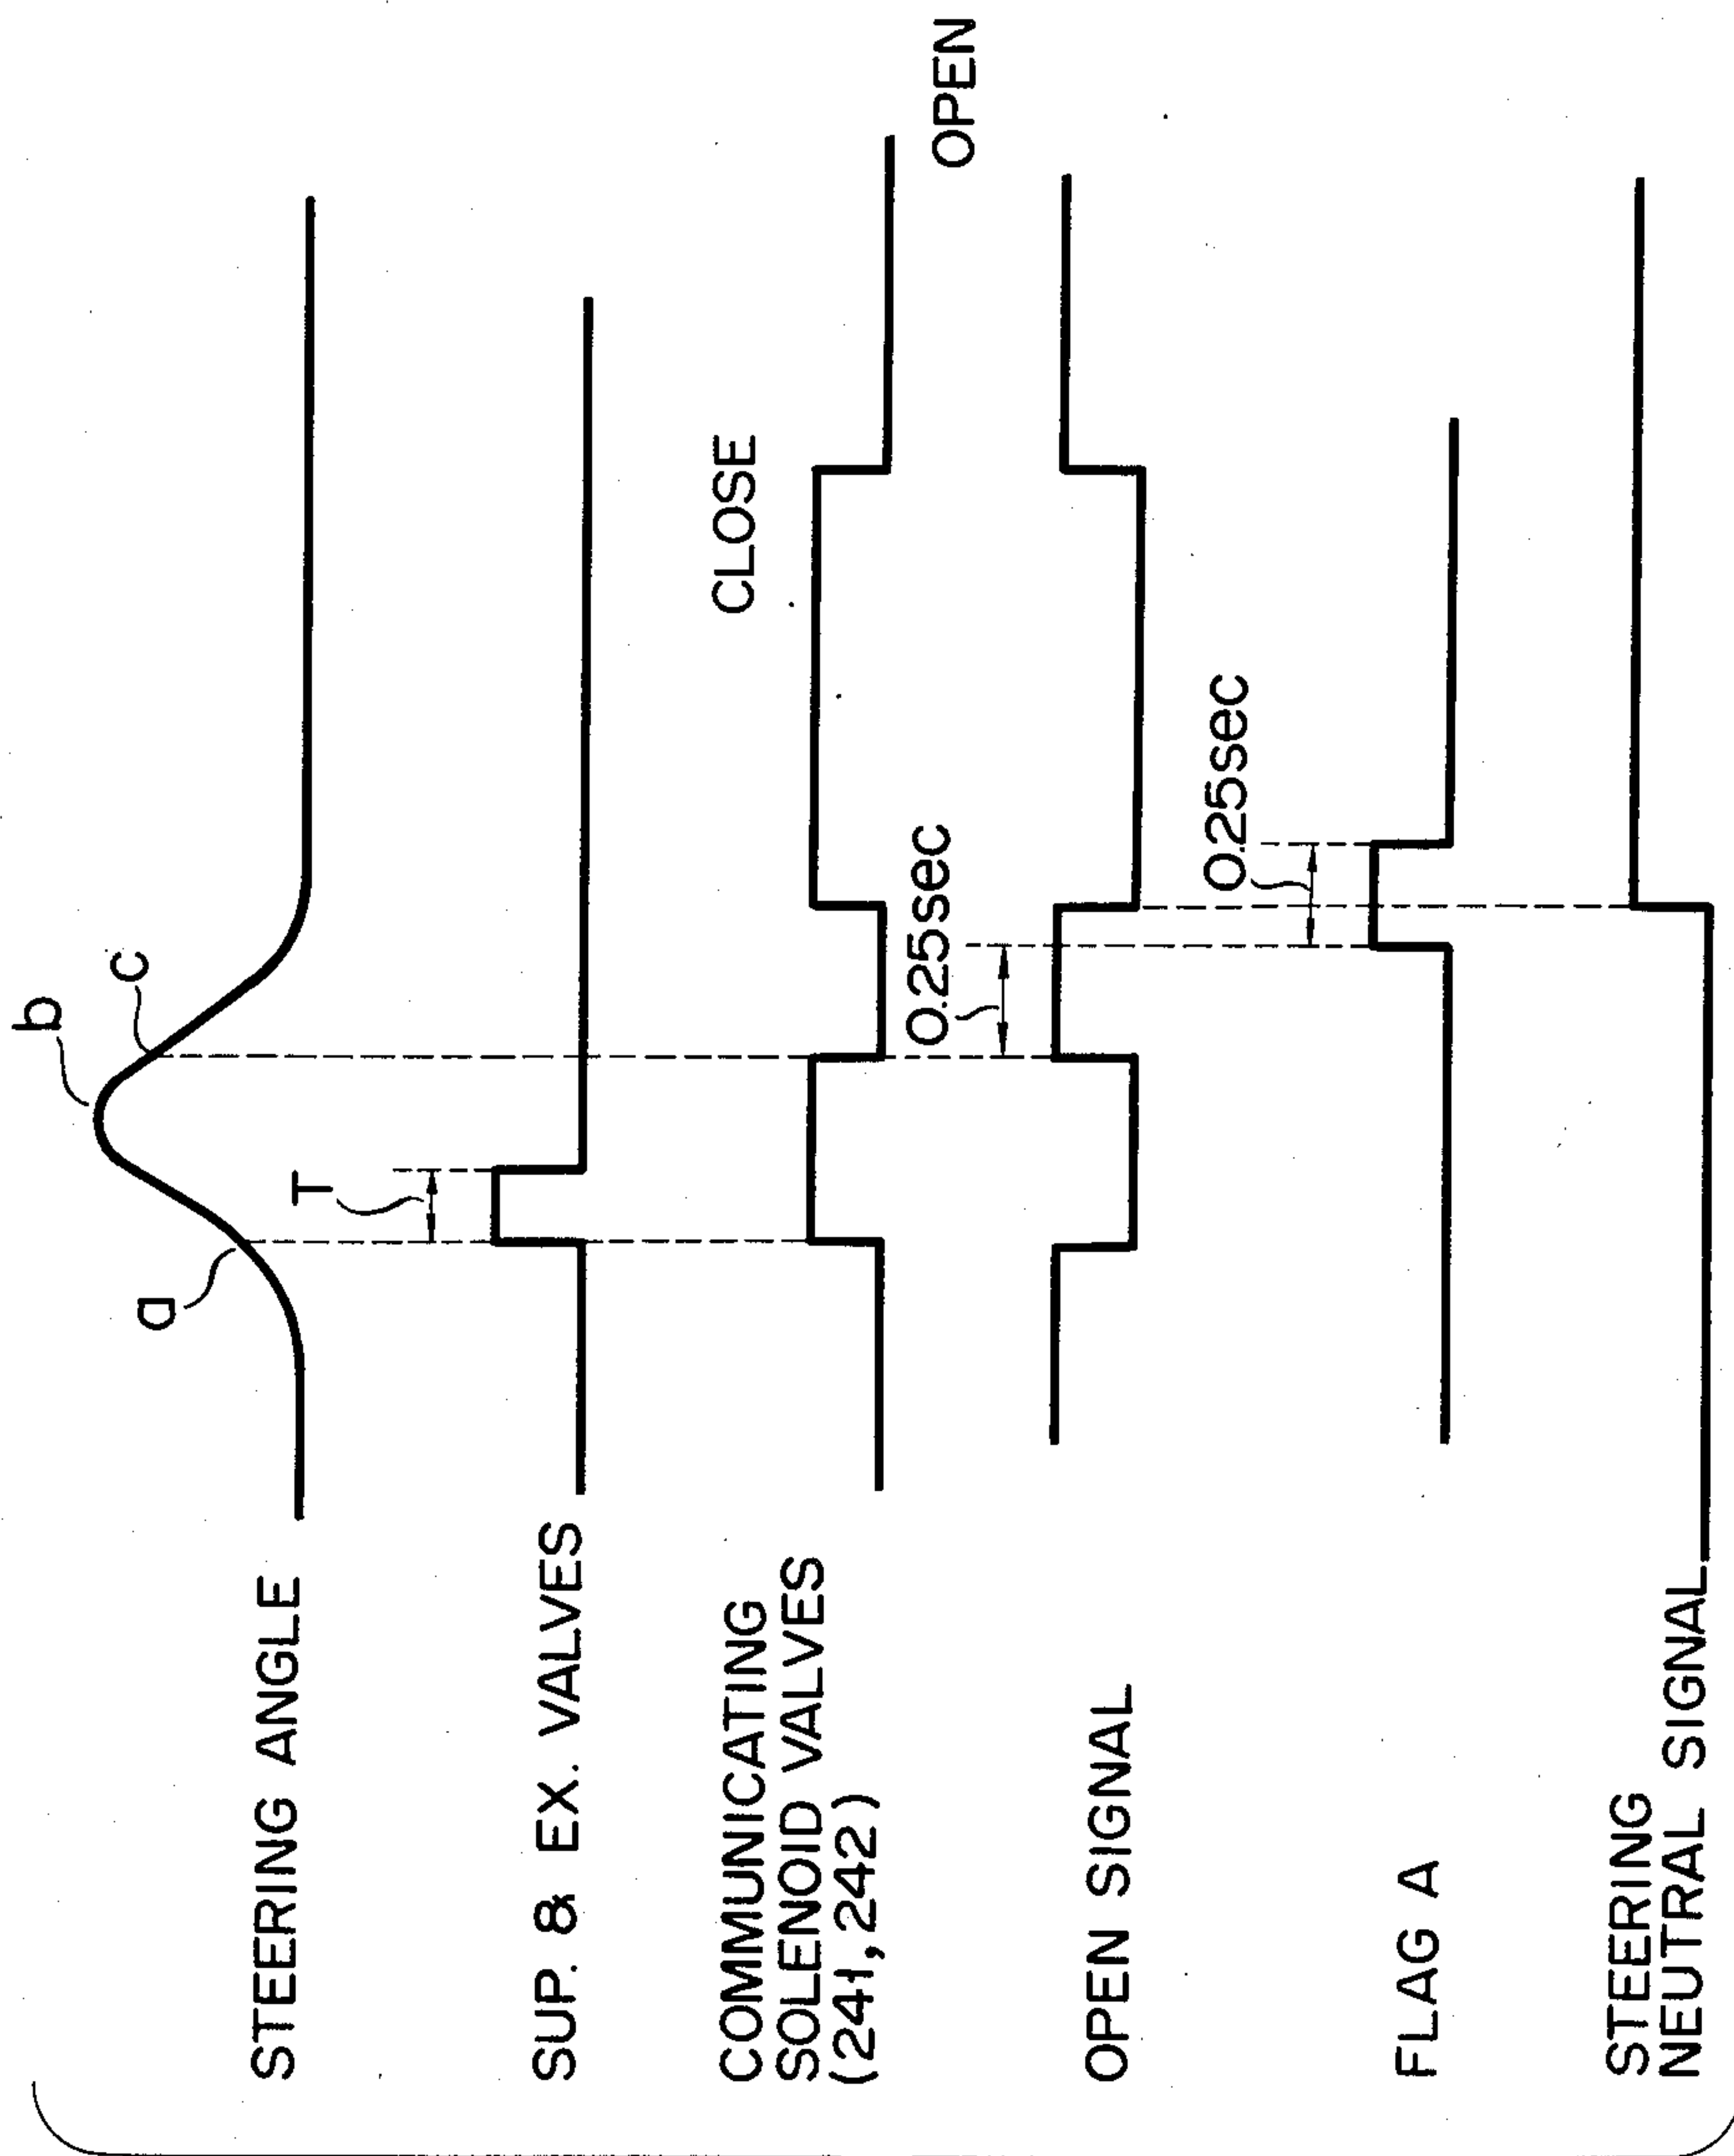 b
a
c
STEERING ANGLE
T
SUP. & EX. VALVES
CLOSE
COMMUNICATING
SOLENOID VALVES
(241,242)
OPEN
0.25sec
OPEN SIGNAL
0.25sec
FLAG A
STEERING
NEUTRAL SIGNAL